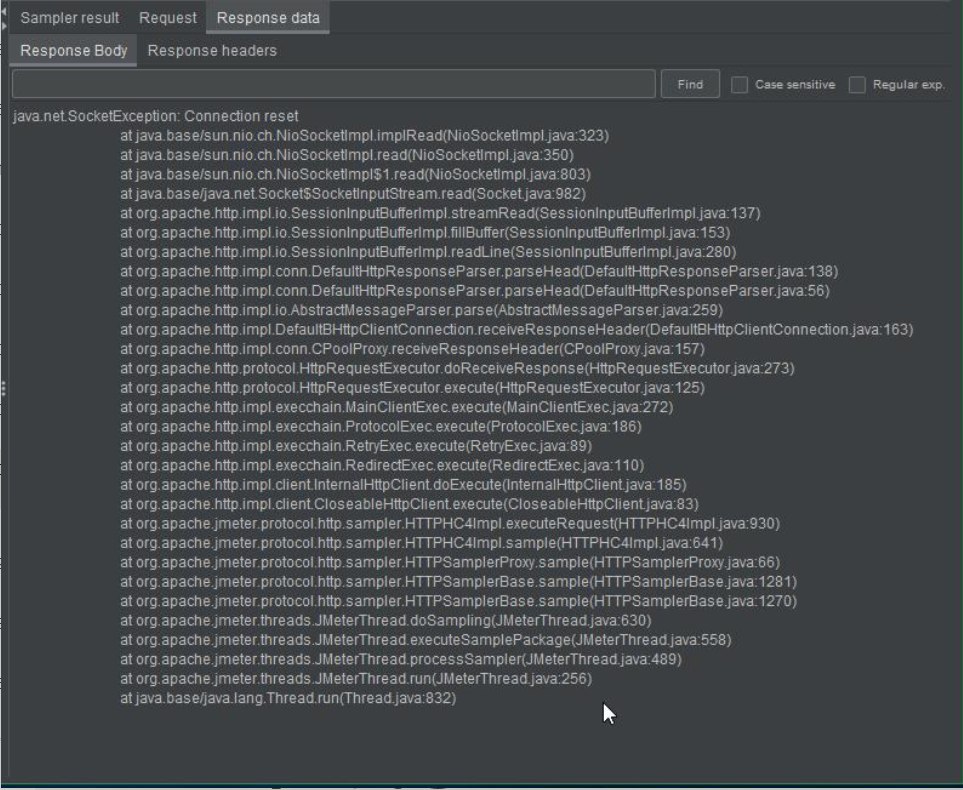 Sampler result Request Response data
Response Body Response headers
Find Case sensitive Regular exp.
java.net.SocketException: Connection reset
at java.base/sun.nio.ch.NioSocketImpl.implRead(NioSocketImpl.java:323)
at java.base/sun.nio.ch.NioSocketImpl.read(NioSocketImpl.java:350)
at java.base/sun.nio.ch.NioSocketImpl$1.read(NioSocketImpl.java:803)
at java.base/java.net.Socket$SocketInputStream.read(Socket.java:982)
at org.apache.http.impl.io.SessionInputBufferImpl.streamRead(SessionInputBufferImpl.java:137)
at org.apache.http.impl.io.SessionInputBufferImpl.fillBuffer(SessionInputBufferImpl.java:153)
at org.apache.http.impl.io.SessionInputBufferImpl.readLine(SessionInputBufferImpl.java:280)
at org.apache.http.impl.conn.DefaultHttpResponseParser.parseHead(DefaultHttpResponseParser.java:138)
at org.apache.http.impl.conn.DefaultHttpResponseParser.parseHead(DefaultHttpResponseParser.java:56)
at org.apache.http.impl.io.AbstractMessageParser.parse(AbstractMessageParser.java:259)
at org.apache.http.impl.DefaultBHttpClientConnection.receiveResponseHeader(DefaultBHttpClientConnection.java:163)
at org.apache.http.impl.conn.CPoolProxy.receiveResponseHeader(CPoolProxy.java:157)
at org.apache.http.protocol.HttpRequestExecutor.doReceiveResponse(HttpRequestExecutor.java:273)
at org.apache.http.protocol.HttpRequestExecutor.execute(HttpRequestExecutor.java:125)
at org.apache.http.impl.execchain.MainClientExec.execute(MainClientExec.java:272)
at org.apache.http.impl.execchain.ProtocolExec.execute(ProtocolExec.java:186)
at org.apache.http.impl.execchain.RetryExec.execute(RetryExec.java:89)
at org.apache.http.impl.execchain.RedirectExec.execute(RedirectExec.java:110)
at org.apache.http.impl.client.InternalHttpClient.doExecute(InternalHttpClient.java:185)
at org.apache.http.impl.client.CloseableHttpClient.execute(CloseableHttpClient.java:83)
at org.apache.jmeter.protocol.http.sampler.HTTPHC4Impl.executeRequest(HTTPHC4Impl.java:930)
at org.apache.jmeter.protocol.http.sampler.HTTPHC4Impl.sample(HTTPHC4Impl.java:641)
at org.apache.jmeter.protocol.http.sampler.HTTPSamplerProxy.sample(HTTPSamplerProxy.java:66)
at org.apache.jmeter.protocol.http.sampler.HTTPSamplerBase.sample(HTTPSamplerBase.java:1281)
at org.apache.jmeter.protocol.http.sampler.HTTPSamplerBase.sample(HTTPSamplerBase.java:1270)
at org.apache.jmeter.threads.JMeterThread.doSampling(JMeterThread.java:630)
at org.apache.jmeter.threads.JMeterThread.executeSamplePackage(JMeterThread.java:558)
at org.apache.jmeter.threads.JMeterThread.processSampler(JMeterThread.java:489)
at org.apache.jmeter.threads.JMeterThread.run(JMeterThread.java:256)
at java.base/java.lang.Thread.run(Thread.java:832)